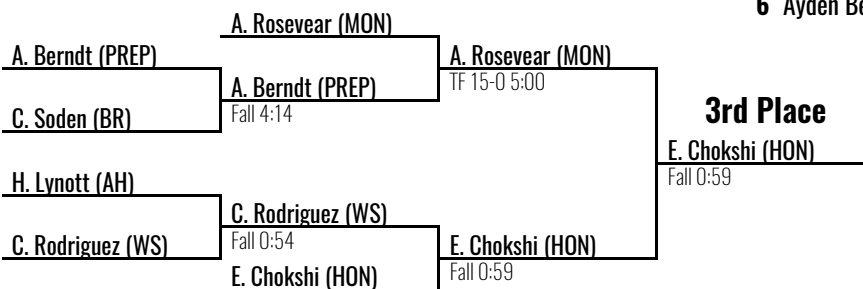 6 Ayden
A. Rosevear (MON)
A. Berndt (PREP)
A. Rosevear (MON)
TF 15-0 5:00
A. Berndt (PREP)
Fall 4:14
C. Soden (BR)
3rd Place
E. Chokshi (HON)
Fall 0:59
H. Lynott (AH)
C. Rodriguez (WS)
Fall 0:54
C. Rodriguez (WS)
E. Chokshi (HON)
Fall 0:59
E. Chokshi (HON)